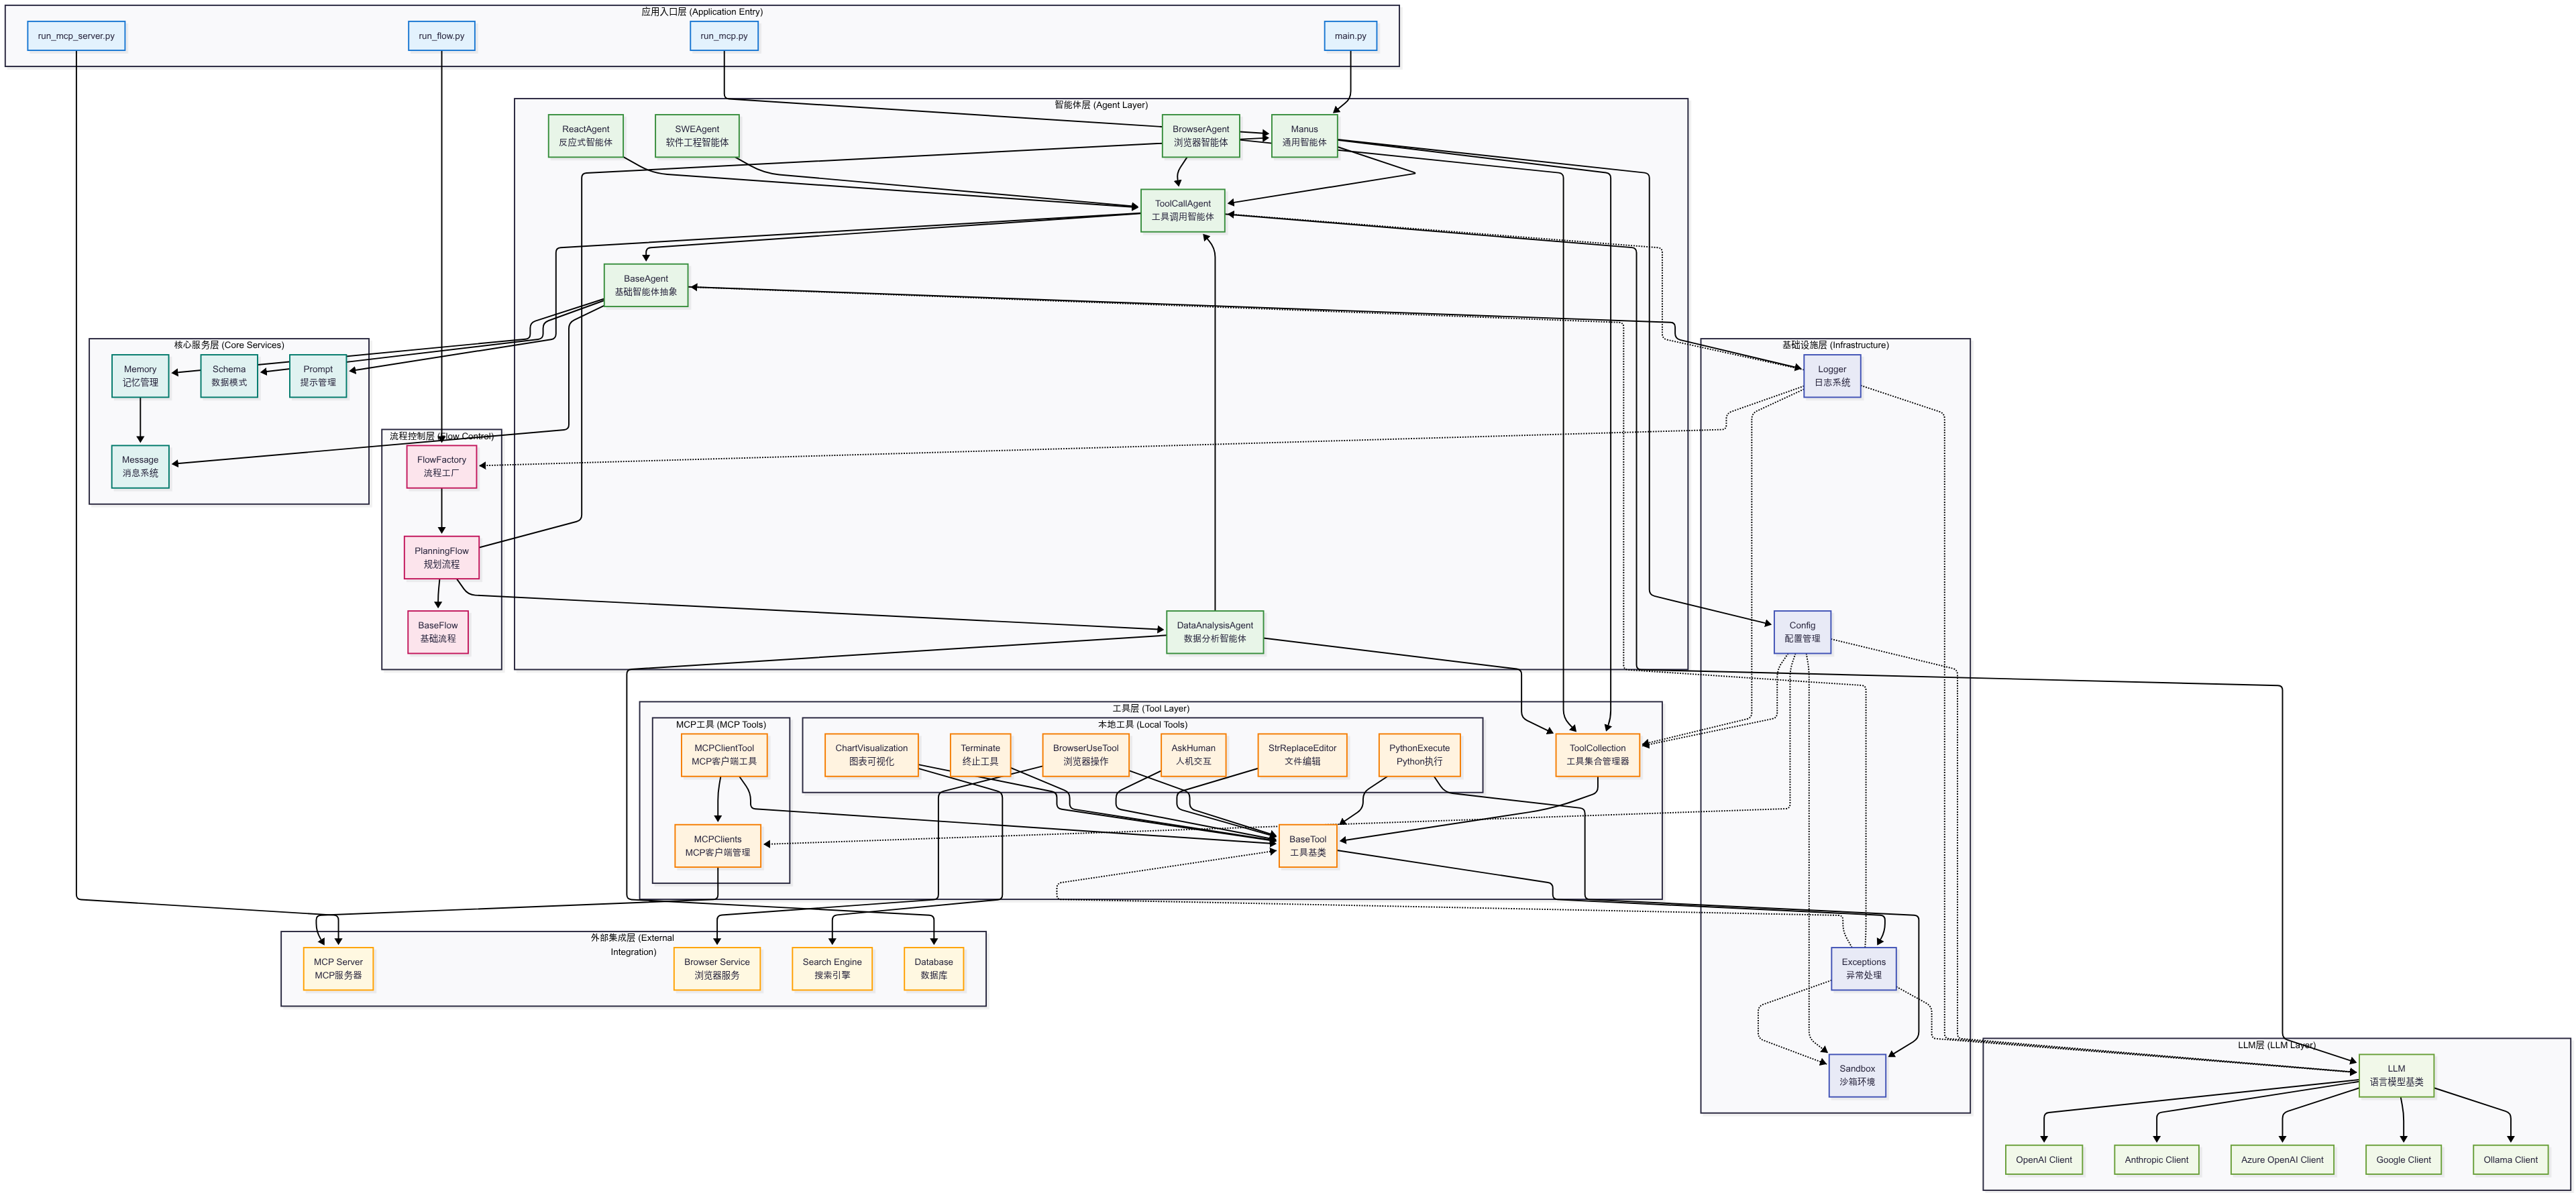 应用入口层 (Application Entry)
run_mcp_server.py
run_flow.py
run_mcp.py
main.py
智能体层 (Agent Layer)
ReactAgent
反应式智能体
SWEAgent
软件工程智能体
BrowserAgent
浏览器智能体
Manus
通用智能体
ToolCallAgent
工具调用智能体
BaseAgent
基础智能体抽象
DataAnalysisAgent
数据分析智能体
核心服务层 (Core Services)
Memory
记忆管理
Schema
数据模式
Prompt
提示管理
Message
消息系统
流程控制层 (Flow Control)
FlowFactory
流程工厂
PlanningFlow
规划流程
BaseFlow
基础流程
基础设施层 (Infrastructure)
Logger
日志系统
Config
配置管理
Exceptions
异常处理
Sandbox
沙箱环境
工具层 (Tool Layer)
MCP工具 (MCP Tools)
MCPClientTool
MCP客户端工具
MCPClients
MCP客户端管理
本地工具 (Local Tools)
ChartVisualization
图表可视化
Terminate
终止工具
BrowserUseTool
浏览器操作
AskHuman
人机交互
StrReplaceEditor
文件编辑
PythonExecute
Python执行
ToolCollection
工具集合管理器
BaseTool
工具基类
外部集成层 (External
Integration)
MCP Server
MCP服务器
Browser Service
浏览器服务
Search Engine
搜索引擎
Database
数据库
LLM层 (LLM Layer)
LLM
语言模型基类
OpenAI Client
Anthropic Client
Azure OpenAI Client
Google Client
Ollama Client